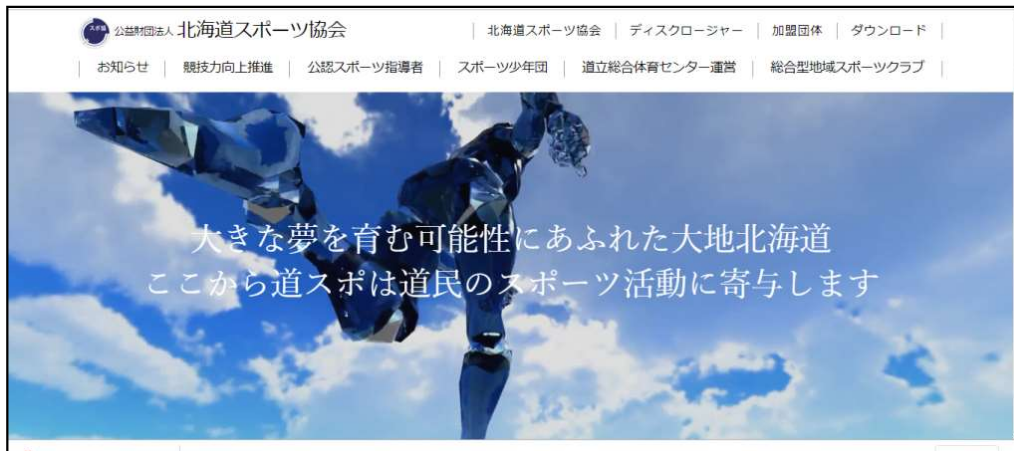 スポ協 公益財団法人 北海道スポーツ協会 | 北海道スポーツ協会 | ディスクロージャー | 加盟団体 | ダウンロード |
| お知らせ | 競技力向上推進 | 公認スポーツ指導者 | スポーツ少年団 | 道立総合体育センター運営 | 総合型地域スポーツクラブ |
大きな夢を育む可能性にあふれた大地北海道
ここから道スポは道民のスポーツ活動に寄与します